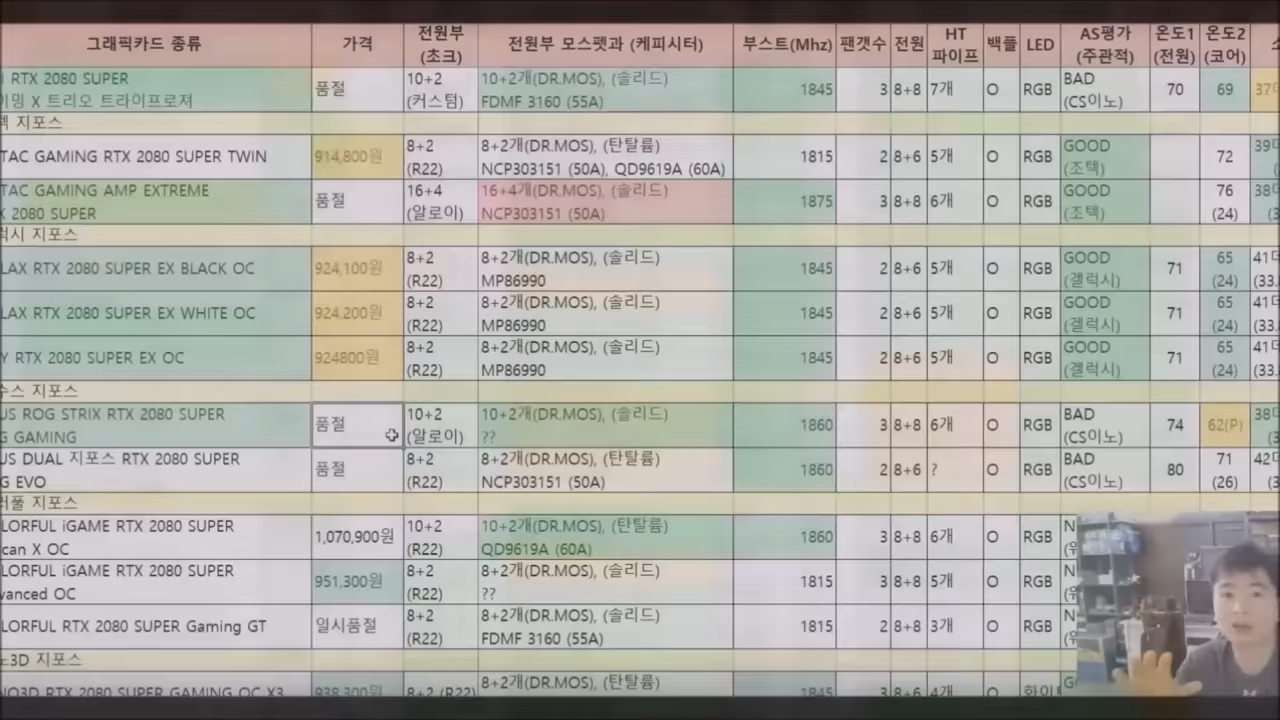 그래픽카드 종류 가격 전원부 (초크) 전원부 모스펫과 (케피시터) 부스트(Mhz) 팬갯수 전원 HT 파이프 백플 LED AS평가 (주관적) 온도1 (전원) 온도2 (코어)
RTX 2080 SUPER 품절 10+2 10+2개(DR.MOS), (솔리드) 1845 3 8+8 7개 O RGB BAD 70 69
이밍 X 트리오 트라이프로져 (커스텀) FDMF 3160 (55A) (CS이노)
지포스
TAC GAMING RTX 2080 SUPER TWIN 914,800원 8+2 8+2개(DR.MOS), (탄탈륨) 1815 2 8+6 5개 O RGB GOOD 72
(R22) NCP303151 (50A), QD9619A (60A) (조텍)
TAC GAMING AMP EXTREME 품절 16+4 16+4개(DR.MOS), (솔리드) 1875 3 8+8 6개 O RGB GOOD 76
2080 SUPER (알로이) NCP303151 (50A) (조텍) (24)
럭시 지포스
LAX RTX 2080 SUPER EX BLACK OC 924,100원 8+2 8+2개(DR.MOS), (솔리드) 1845 2 8+6 5개 O RGB GOOD 71 65
(R22) MP86990 (갤럭시) (24)
LAX RTX 2080 SUPER EX WHITE OC 924,200원 8+2 8+2개(DR.MOS), (솔리드) 1845 2 8+6 5개 O RGB GOOD 71 65
(R22) MP86990 (겔럭시) (24) (33.
Y RTX 2080 SUPER EX OC 924800원 8+2 8+2개(DR.MOS), (솔리드) 1845 2 8+6 5개 O RGB GOOD 71 65
(R22) MP86990 (갤럭시) (24) (33.
수스 지포스
US ROG STRIX RTX 2080 SUPER 품절 10+2 10+2개(DR.MOS), (솔리드) 1860 3 8+8 6개 O RGB BAD 74 62(P)
G GAMING (알로이) ?? (CS이노)
US DUAL 지포스 RTX 2080 SUPER 품절 8+2 8+2개(DR.MOS), (탄탈륨) 1860 2 8+6 ? O RGB BAD 80 71
G EVO (R22) NCP303151 (50A) (CS이노) (26)
러풀 지포스
LORFUL iGAME RTX 2080 SUPER 1,070,900원 10+2 10+2개(DR.MOS), (탄탈륨) 1860 3 8+8 6개 O RGB
can X OC (R22) QD9619A (60A)
LORFUL iGAME RTX 2080 SUPER 951,300원 8+2 8+2개(DR.MOS), (솔리드) 1815 3 8+8 5개 O RGB
vanced OC (R22) ??
LORFUL RTX 2080 SUPER Gaming GT 일시품절 8+2 8+2개(DR.MOS), (솔리드) 1815 2 8+8 3개 O RGB
(R22) FDMF 3160 (55A)
노3D 지포스
NO3D RTX 2080 SUPER GAMING OC X3 938,300원 8+2 (R22) 8+2개(DR.MOS), (탄탈륨) 1845 3 8+6 4개 O